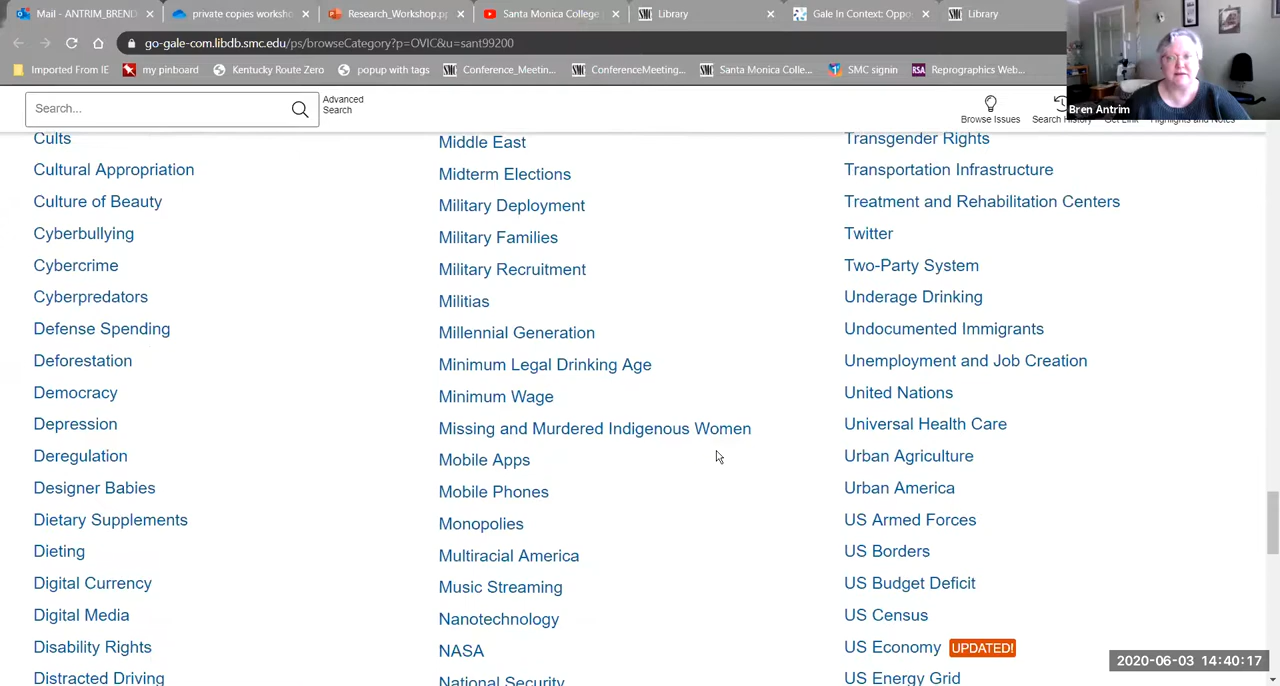 Mail - ANTRIM_BREND
private copies worksho
Research_Workshop.pp
Santa Monica College
Library
Gale In Context: Oppo
Library
go-gale-com.libdb.smc.edu/ps/browseCategory?p=OVIC&u=sant99200
Imported From IE
my pinboard
Kentucky Route Zero
popup with tags
Conference_Meetin...
ConferenceMeeting...
Santa Monica Colle...
SMC signin
Reprographics Web...
Bren Antrim
Search...
Advanced
Search
Browse Issues
Search History
Get Link
Highlights and Notes
Cults
Cultural Appropriation
Culture of Beauty
Cyberbullying
Cybercrime
Cyberpredators
Defense Spending
Deforestation
Democracy
Depression
Deregulation
Designer Babies
Dietary Supplements
Dieting
Digital Currency
Digital Media
Disability Rights
Distracted Driving
Middle East
Midterm Elections
Military Deployment
Military Families
Military Recruitment
Militias
Millennial Generation
Minimum Legal Drinking Age
Minimum Wage
Missing and Murdered Indigenous Women
Mobile Apps
Mobile Phones
Monopolies
Multiracial America
Music Streaming
Nanotechnology
NASA
National Security
Transgender Rights
Transportation Infrastructure
Treatment and Rehabilitation Centers
Twitter
Two-Party System
Underage Drinking
Undocumented Immigrants
Unemployment and Job Creation
United Nations
Universal Health Care
Urban Agriculture
Urban America
US Armed Forces
US Borders
US Budget Deficit
US Census
US Economy UPDATED!
US Energy Grid
2020-06-03 14:40:17